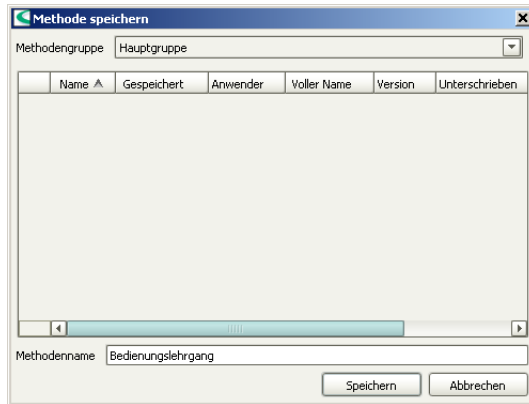 Methode speichern
Methodengruppe Hauptgruppe
Name Gespeichert Anwender Voller Name Version Unterschrieben
Methodenname Bedienungslehrgang
Speichern Abbrechen